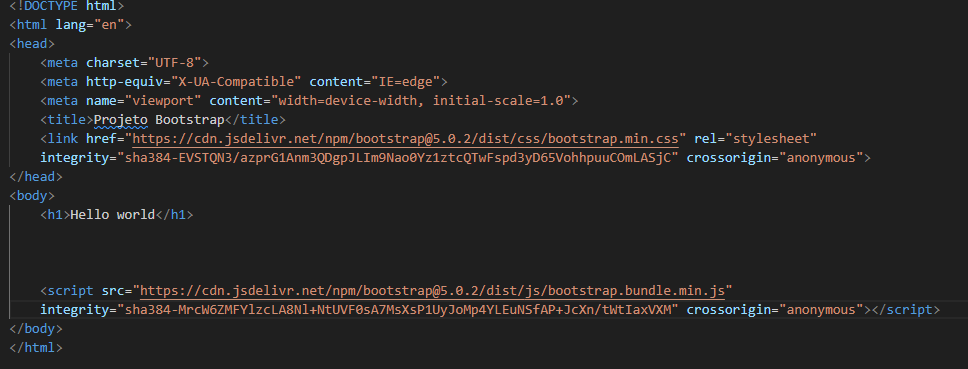 <!DOCTYPE html>
<html lang="en">
<head>
<meta charset="UTF-8">
<meta http-equiv="X-UA-Compatible" content="IE=edge">
<meta name="viewport" content="width=device-width, initial-scale=1.0">
<title>Projeto Bootstrap</title>
<link href="https://cdn.jsdelivr.net/npm/bootstrap@5.0.2/dist/css/bootstrap.min.css" rel="stylesheet"
integrity="sha384-EVSTQN3/azprG1Anm3QDgpJLIm9Nao0Yz1ztcQTwFspd3yD65VohhpuuCOmLASjC" crossorigin="anonymous">
</head>
<body>
<h1>Hello world</h1>
<script src="https://cdn.jsdelivr.net/npm/bootstrap@5.0.2/dist/js/bootstrap.bundle.min.js"
integrity="sha384-MrcW6ZMFYlzcLA8Nl+NtUVF0sA7MsXsP1UyJoMp4YLEuNSfAP+JcXn/tWtIaxVXM" crossorigin="anonymous"></script>
</body>
</html>